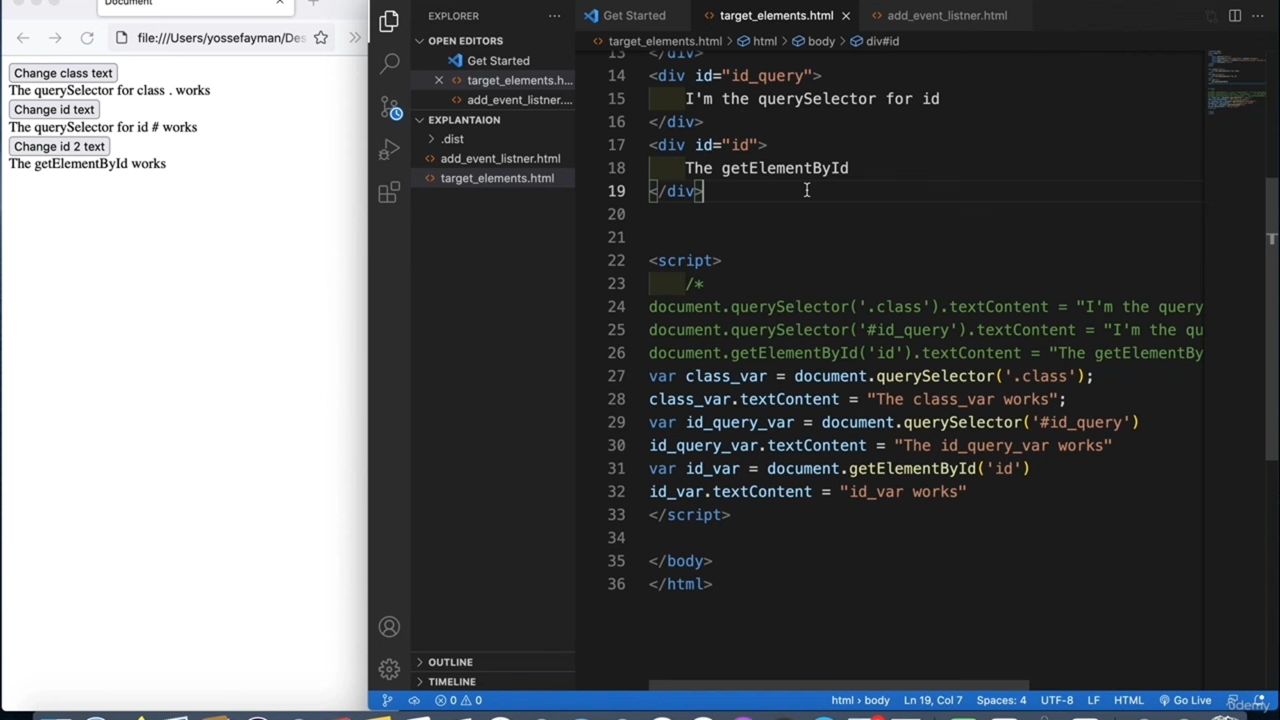 Document
file:///Users/yossefayman/Des
Change class text
The querySelector for class . works
Change id text
The querySelector for id # works
Change id 2 text
The getElementById works
EXPLORER
OPEN EDITORS
Get Started
target_elements.h...
add_event_listner....
EXPLANTAION
.dist
add_event_listner.html
target_elements.html
OUTLINE
TIMELINE
Get Started
target_elements.html
add_event_listner.html
target_elements.html > html > body > div#id
13 </div>
14 <div id="id_query">
15 I'm the querySelector for id
16 </div>
17 <div id="id">
18 The getElementById
19 </div>
20
21
22 <script>
23 /*
24 document.querySelector('.class').textContent = "I'm the query
25 document.querySelector('#id_query').textContent = "I'm the qu
26 document.getElementById('id').textContent = "The getElementBy
27 var class_var = document.querySelector('.class');
28 class_var.textContent = "The class_var works";
29 var id_query_var = document.querySelector('#id_query')
30 id_query_var.textContent = "The id_query_var works"
31 var id_var = document.getElementById('id')
32 id_var.textContent = "id_var works"
33 </script>
34
35 </body>
36 </html>
0 0
html › body
Ln 19, Col 7
Spaces: 4
UTF-8
LF
HTML
Go Live
Udemy